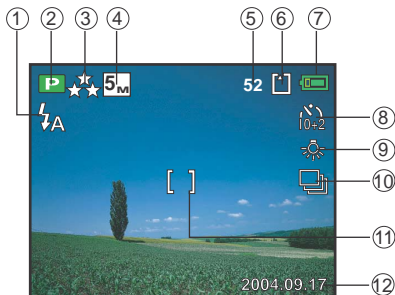 ① ② ③ ④ ⑤ ⑥ ⑦
P 5M 52
⚡A ⑧
10+2
⑨
⑩
[ ]
⑪
2004.09.17 ⑫